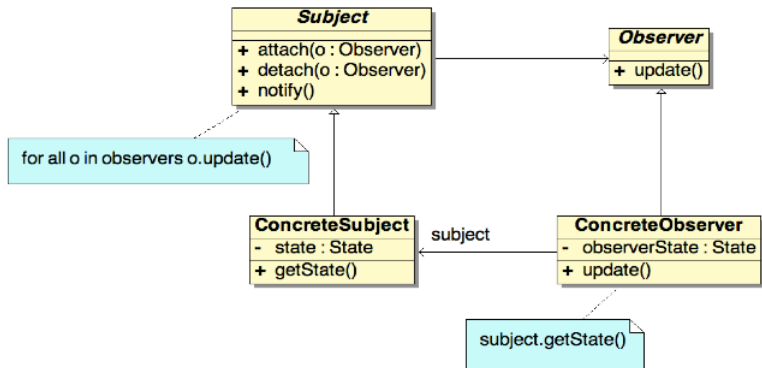 Subject
+ attach(o : Observer)
+ detach(o : Observer)
+ notify()
Observer
+ update()
for all o in observers o.update()
ConcreteSubject
- state : State
+ getState()
subject
ConcreteObserver
- observerState : State
+ update()
subject.getState()